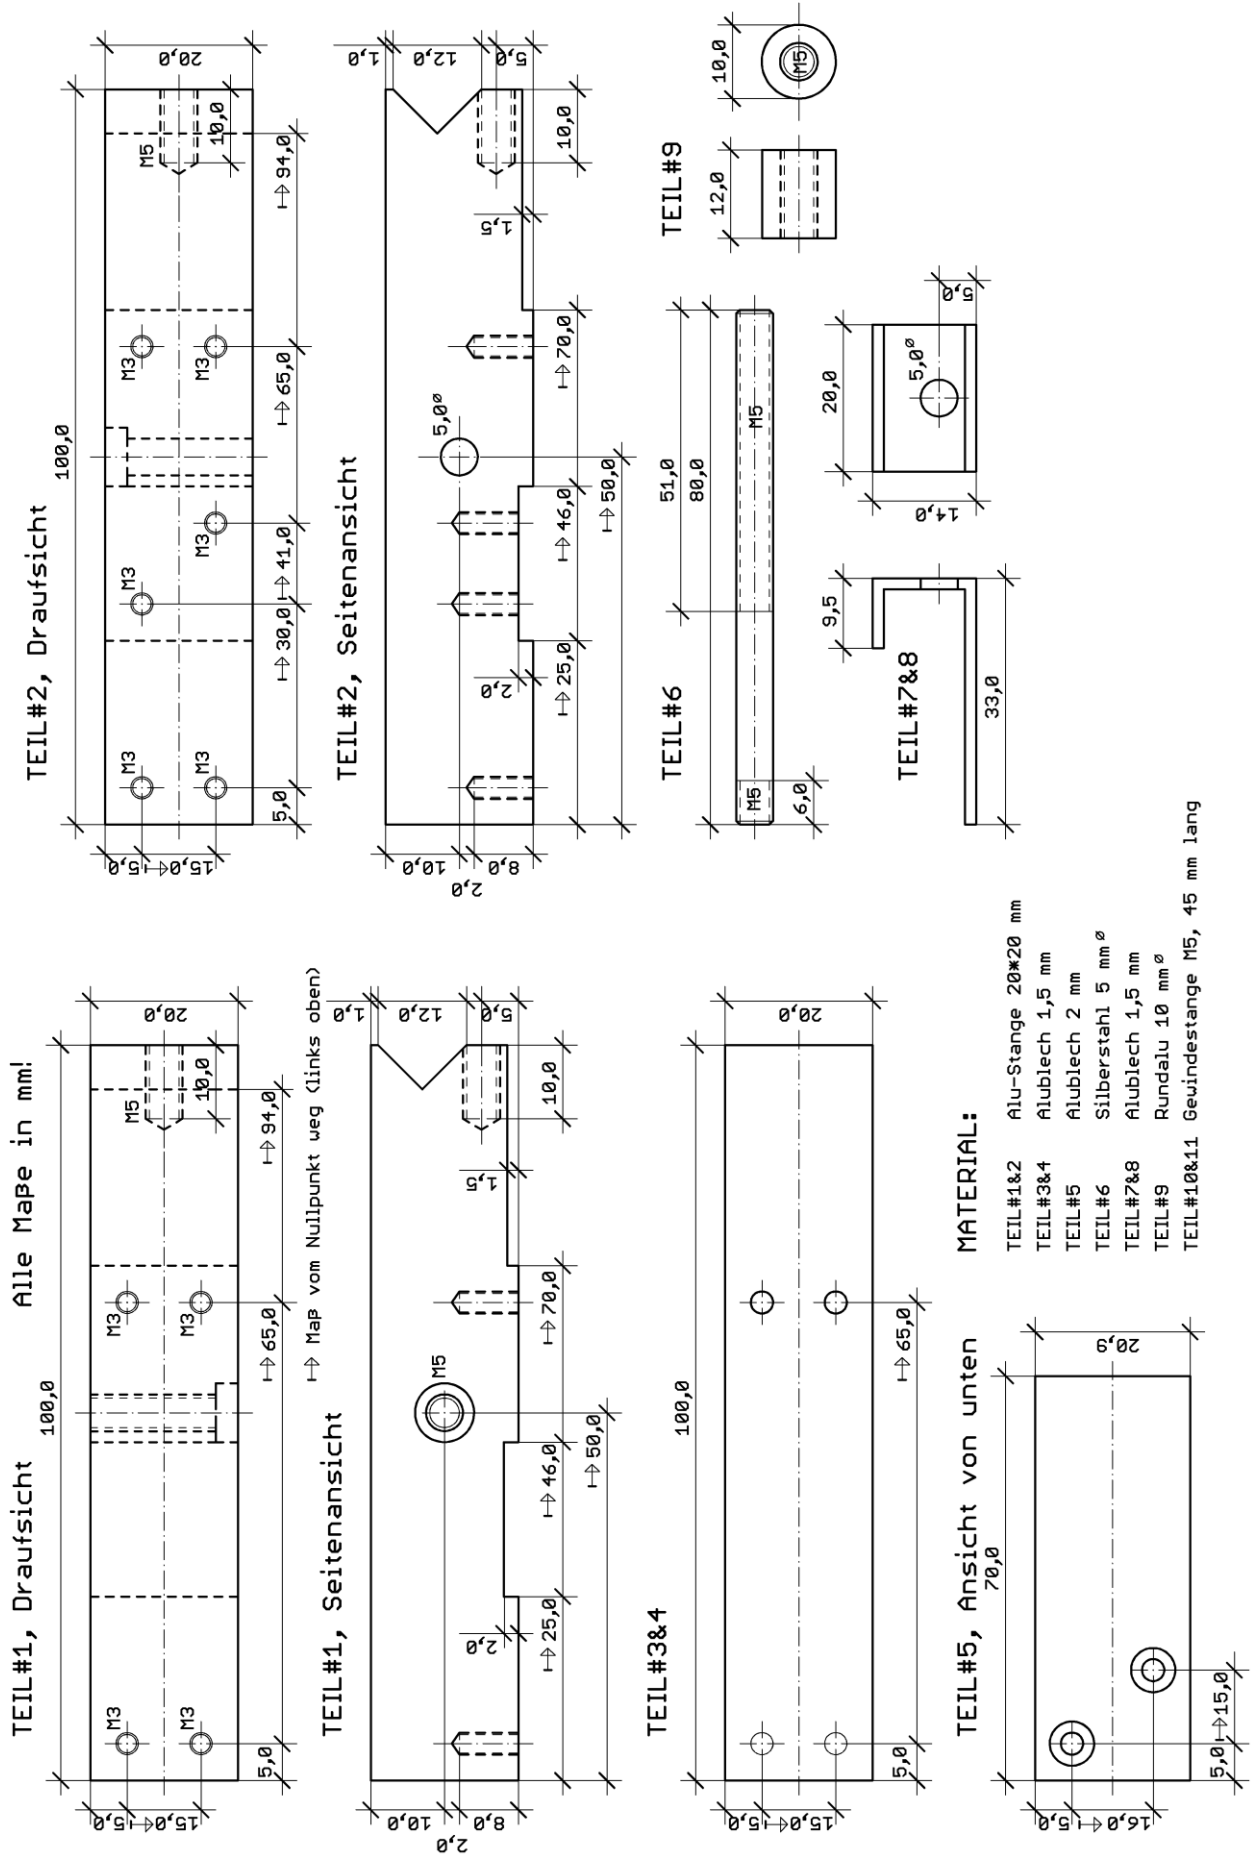 Alle Maße in mm!
TEIL#1, Draufsicht
100,0
20,0
M3
M3
M3
M3
M5
10,0
5,0
↦65,0
↦94,0
5,0
↦15,0
↦ Maß vom Nullpunkt weg (links oben)
TEIL#1, Seitenansicht
1,0
12,0
5,0
M5
10,0
1,5
2,0
↦25,0
↦46,0
↦70,0
↦50,0
10,0
8,0
2,0
TEIL#3&4
100,0
20,0
5,0
↦65,0
5,0
↦15,0
TEIL#5, Ansicht von unten
70,0
20,9
5,0
↦15,0
5,0
↦16,0
TEIL#2, Draufsicht
100,0
20,0
M3
M3
M3
M3
M3
M3
M5
10,0
5,0
↦30,0
↦41,0
↦65,0
↦94,0
5,0
↦15,0
TEIL#2, Seitenansicht
1,0
12,0
5,0
5,0⌀
10,0
1,5
2,0
↦25,0
↦46,0
↦70,0
↦50,0
10,0
8,0
2,0
TEIL#6
51,0
80,0
M5
M5
6,0
TEIL#9
12,0
10,0
M5
TEIL#7&8
9,5
33,0
20,0
5,0⌀
5,0
14,0
MATERIAL:
TEIL#1&2 Alu-Stange 20*20 mm
TEIL#3&4 Alublech 1,5 mm
TEIL#5 Alublech 2 mm
TEIL#6 Silberstahl 5 mm⌀
TEIL#7&8 Alublech 1,5 mm
TEIL#9 Rundalu 10 mm⌀
TEIL#10&11 Gewindestange M5, 45 mm lang